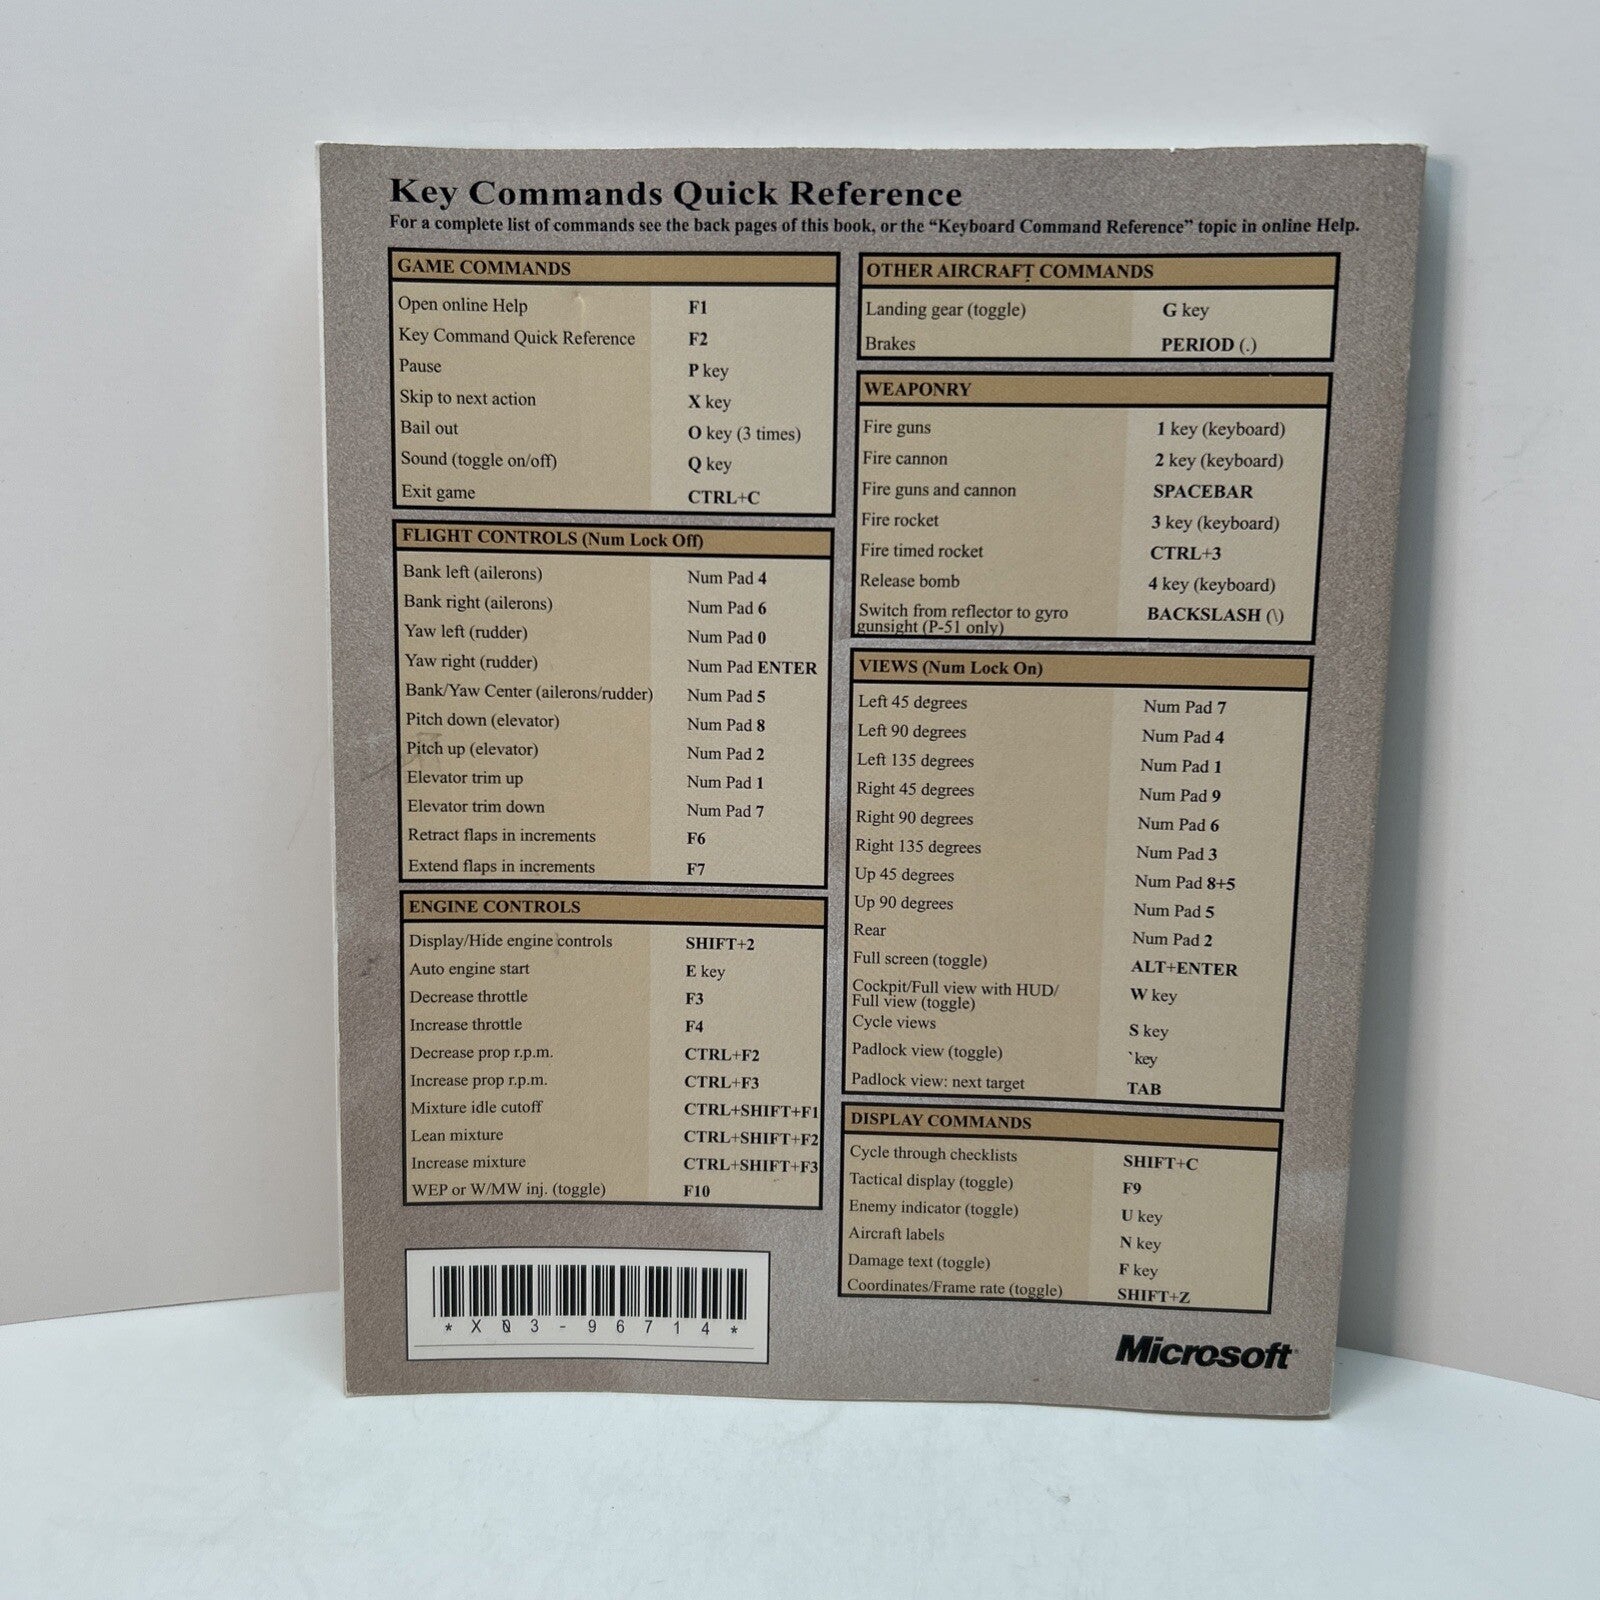 Key Commands Quick Reference
For a complete list of commands see the back pages of this book, or the “Keyboard Command Reference” topic in online Help.
GAME COMMANDS
Open online Help F1
Key Command Quick Reference F2
Pause P key
Skip to next action X key
Bail out O key (3 times)
Sound (toggle on/off) Q key
Exit game CTRL+C
FLIGHT CONTROLS (Num Lock Off)
Bank left (ailerons) Num Pad 4
Bank right (ailerons) Num Pad 6
Yaw left (rudder) Num Pad 0
Yaw right (rudder) Num Pad ENTER
Bank/Yaw Center (ailerons/rudder) Num Pad 5
Pitch down (elevator) Num Pad 8
Pitch up (elevator) Num Pad 2
Elevator trim up Num Pad 1
Elevator trim down Num Pad 7
Retract flaps in increments F6
Extend flaps in increments F7
ENGINE CONTROLS
Display/Hide engine controls SHIFT+2
Auto engine start E key
Decrease throttle F3
Increase throttle F4
Decrease prop r.p.m. CTRL+F2
Increase prop r.p.m. CTRL+F3
Mixture idle cutoff CTRL+SHIFT+F1
Lean mixture CTRL+SHIFT+F2
Increase mixture CTRL+SHIFT+F3
WEP or W/MW inj. (toggle) F10
*X03-96714*
OTHER AIRCRAFT COMMANDS
Landing gear (toggle) G key
Brakes PERIOD (.)
WEAPONRY
Fire guns 1 key (keyboard)
Fire cannon 2 key (keyboard)
Fire guns and cannon SPACEBAR
Fire rocket 3 key (keyboard)
Fire timed rocket CTRL+3
Release bomb 4 key (keyboard)
Switch from reflector to gyro BACKSLASH (\)
gunsight (P-51 only)
VIEWS (Num Lock On)
Left 45 degrees Num Pad 7
Left 90 degrees Num Pad 4
Left 135 degrees Num Pad 1
Right 45 degrees Num Pad 9
Right 90 degrees Num Pad 6
Right 135 degrees Num Pad 3
Up 45 degrees Num Pad 8+5
Up 90 degrees Num Pad 5
Rear Num Pad 2
Full screen (toggle) ALT+ENTER
Cockpit/Full view with HUD/ W key
Full view (toggle)
Cycle views S key
Padlock view (toggle) ` key
Padlock view: next target TAB
DISPLAY COMMANDS
Cycle through checklists SHIFT+C
Tactical display (toggle) F9
Enemy indicator (toggle) U key
Aircraft labels N key
Damage text (toggle) F key
Coordinates/Frame rate (toggle) SHIFT+Z
Microsoft